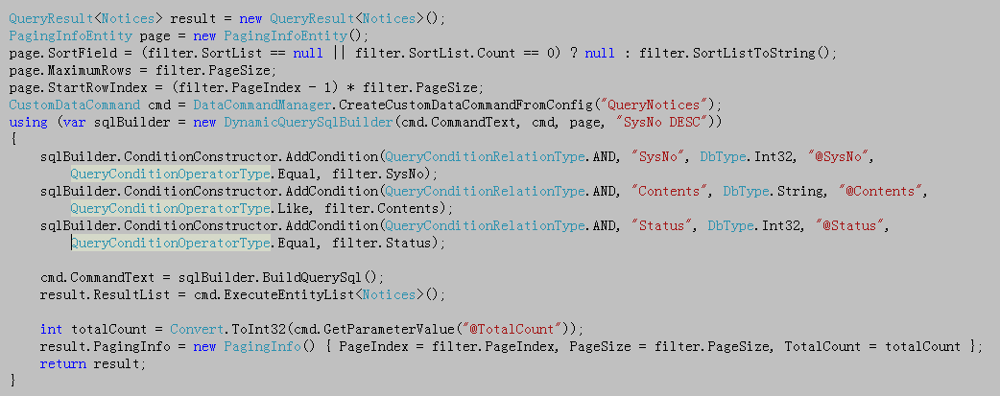 QueryResult<Notices> result = new QueryResult<Notices>();
PagingInfoEntity page = new PagingInfoEntity();
page.SortField = (filter.SortList == null || filter.SortList.Count == 0) ? null : filter.SortListToString();
page.MaximumRows = filter.PageSize;
page.StartRowIndex = (filter.PageIndex - 1) * filter.PageSize;
CustomDataCommand cmd = DataCommandManager.CreateCustomDataCommandFromConfig("QueryNotices");
using (var sqlBuilder = new DynamicQuerySqlBuilder(cmd.CommandText, cmd, page, "SysNo DESC"))
{
    sqlBuilder.ConditionConstructor.AddCondition(QueryConditionRelationType.AND, "SysNo", DbType.Int32, "@SysNo",
        QueryConditionOperatorType.Equal, filter.SysNo);
    sqlBuilder.ConditionConstructor.AddCondition(QueryConditionRelationType.AND, "Contents", DbType.String, "@Contents",
        QueryConditionOperatorType.Like, filter.Contents);
    sqlBuilder.ConditionConstructor.AddCondition(QueryConditionRelationType.AND, "Status", DbType.Int32, "@Status",
        QueryConditionOperatorType.Equal, filter.Status);
    cmd.CommandText = sqlBuilder.BuildQuerySql();
    result.ResultList = cmd.ExecuteEntityList<Notices>();
    int totalCount = Convert.ToInt32(cmd.GetParameterValue("@TotalCount"));
    result.PagingInfo = new PagingInfo() { PageIndex = filter.PageIndex, PageSize = filter.PageSize, TotalCount = totalCount };
    return result;
}